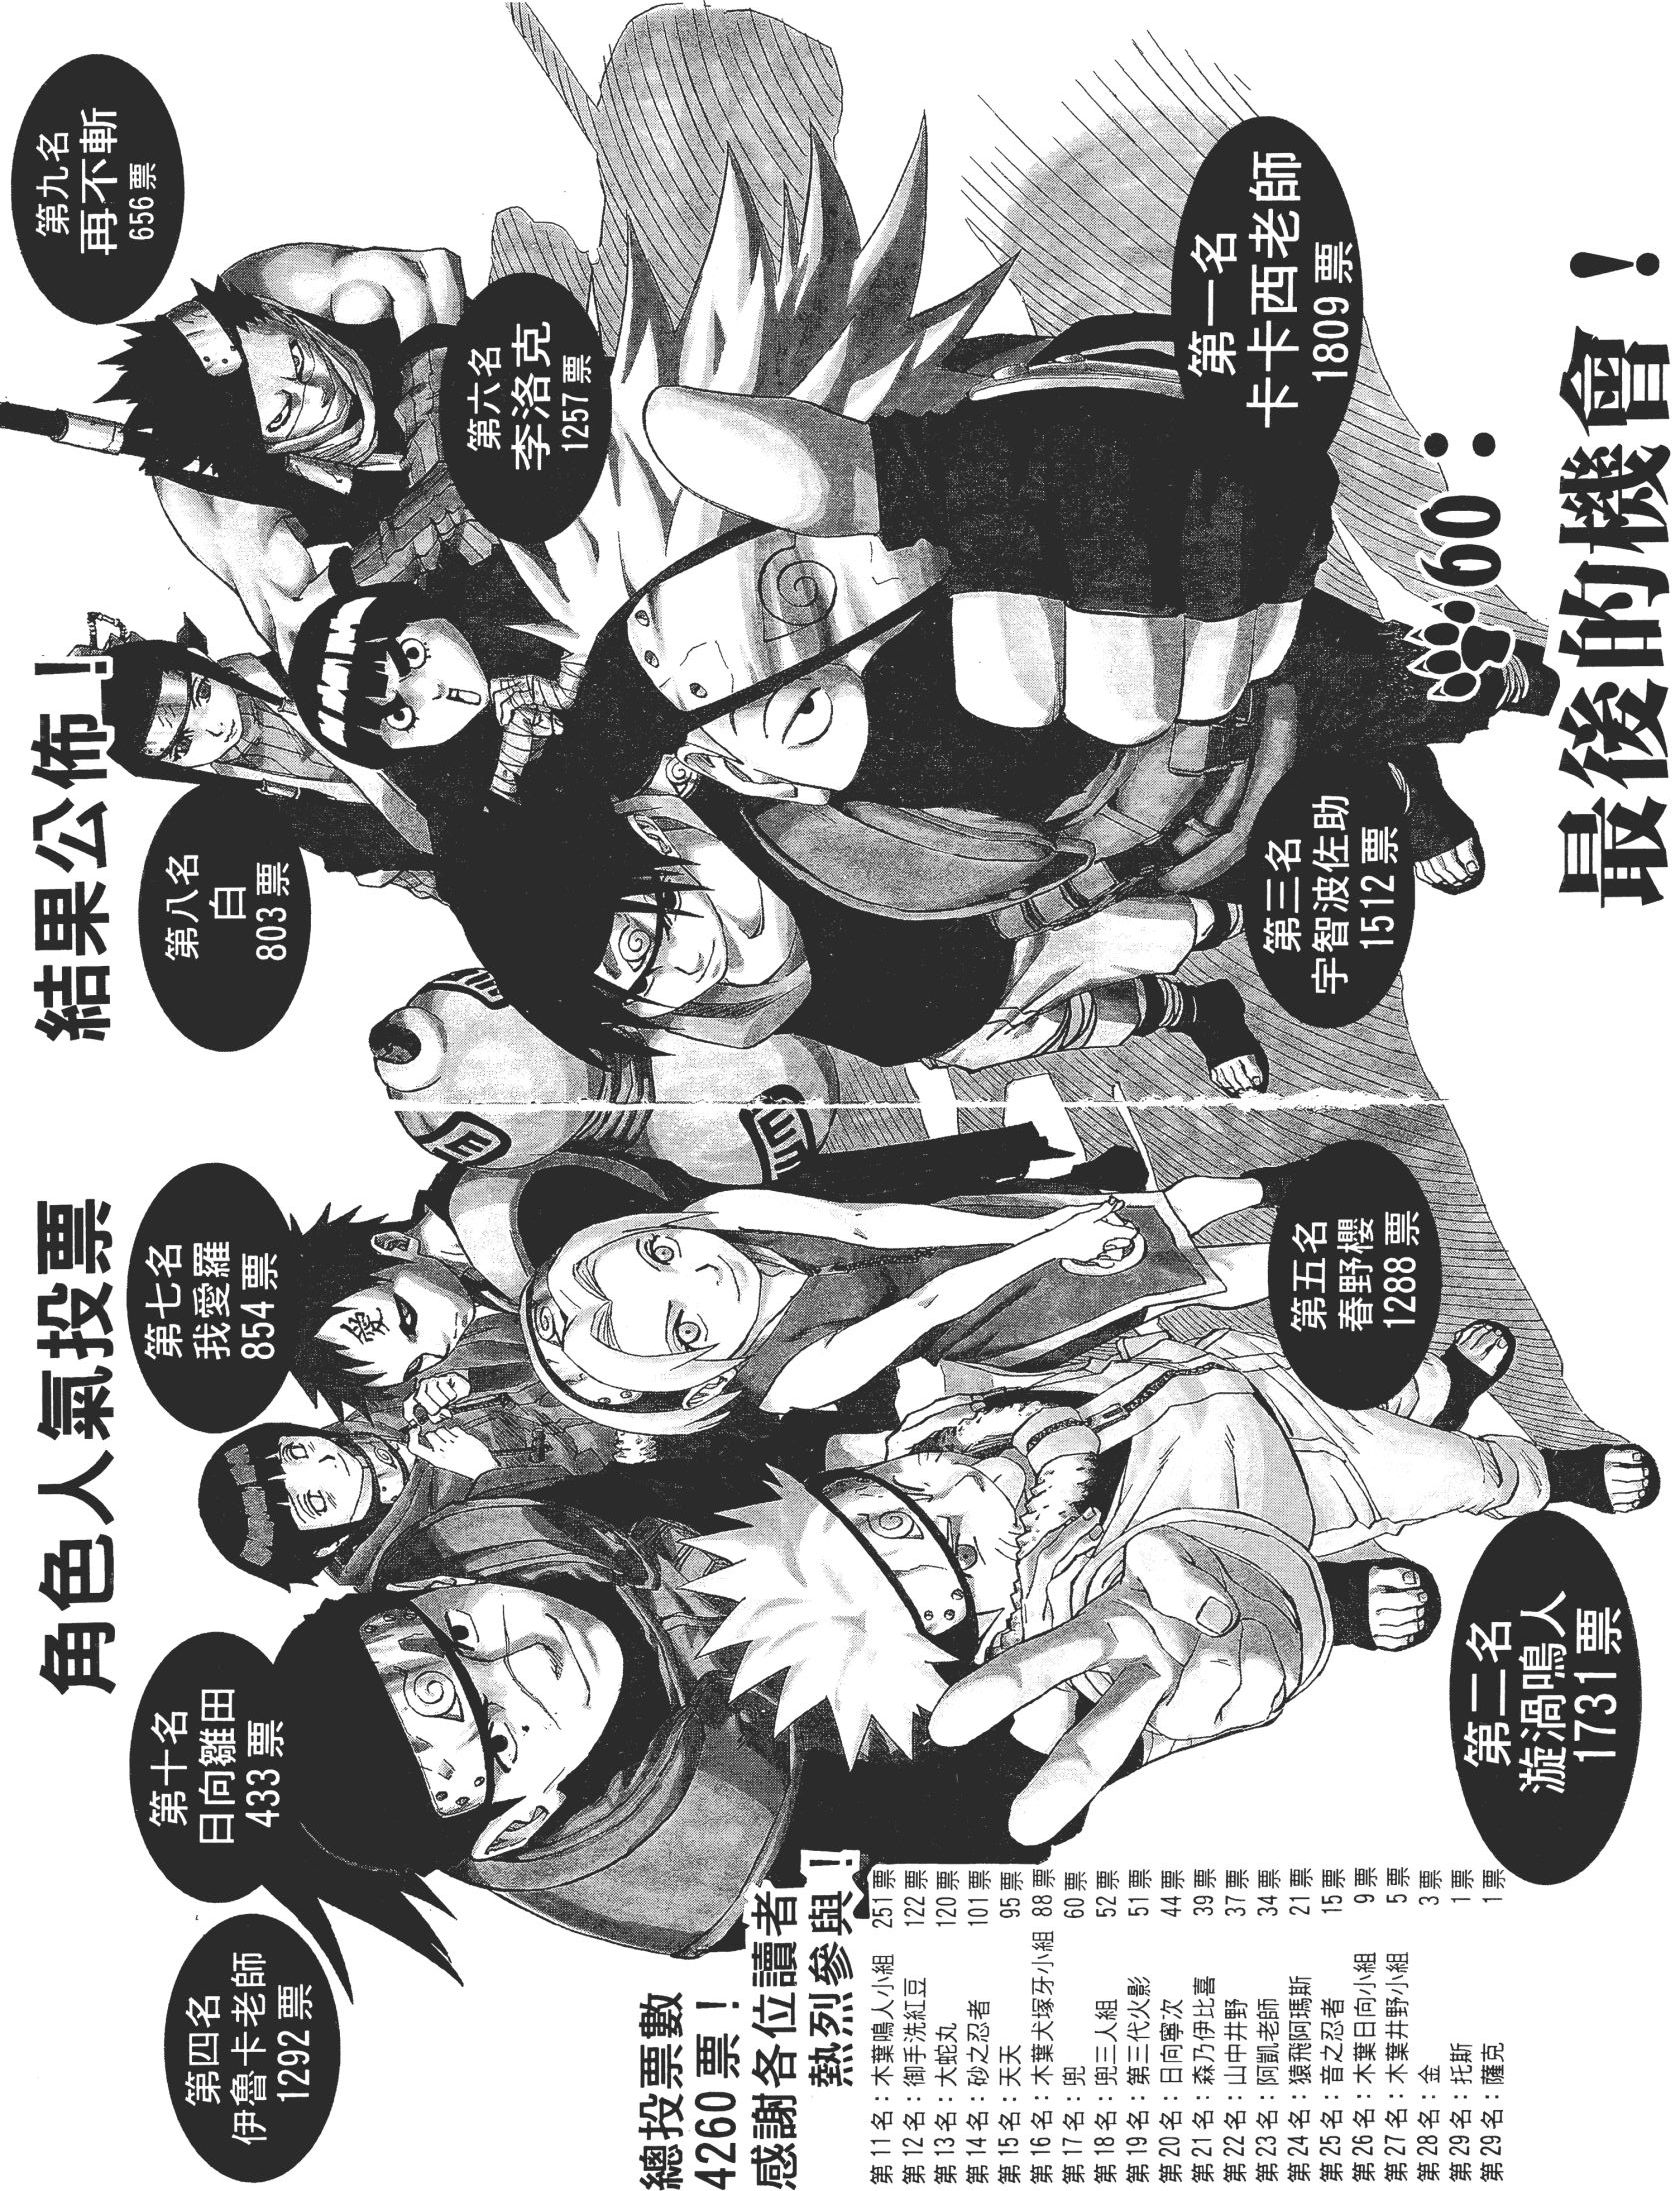 角色人氣投票 結果公佈！
第一名
卡卡西老師
1809票
第二名
漩渦鳴人
1731票
第三名
宇智波佐助
1512票
第四名
伊魯卡老師
1292票
第五名
春野櫻
1288票
第六名
李洛克
1257票
第七名
我愛羅
854票
第八名
白
803票
第九名
再不斬
656票
第十名
日向雛田
433票
總投票數
4260票！
感謝各位讀者
熱烈參與！
第11名：木葉鳴人小組 251票
第12名：御手洗紅豆 122票
第13名：大蛇丸 120票
第14名：砂之忍者 101票
第15名：天天 95票
第16名：木葉犬塚牙小組 88票
第17名：兜 60票
第18名：兜三人組 52票
第19名：第三代火影 51票
第20名：日向寧次 44票
第21名：森乃伊比喜 39票
第22名：山中井野 37票
第23名：阿凱老師 34票
第24名：猿飛阿瑪斯 21票
第25名：音之忍者 15票
第26名：木葉日向小組 9票
第27名：木葉井野小組 5票
第28名：金 3票
第29名：托斯 1票
第29名：薩克 1票
愛
60：
最後的機會！